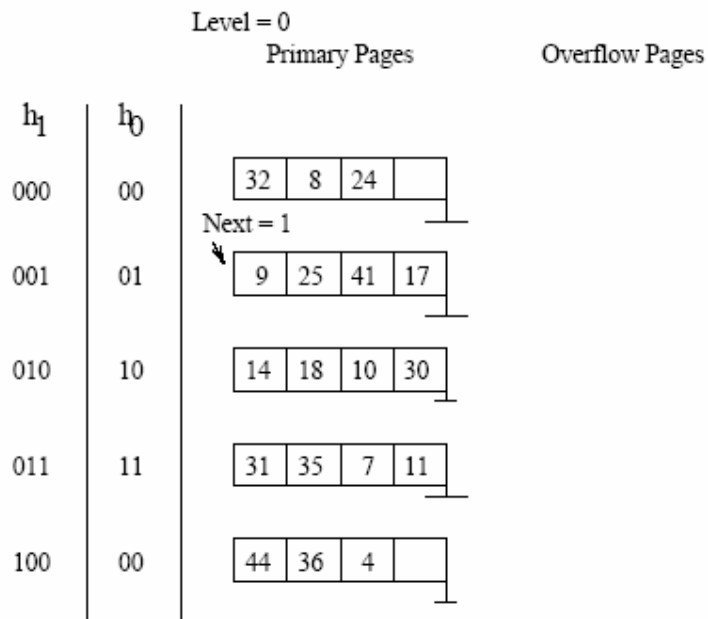 Level = 0
Primary Pages Overflow Pages
h1 h0
000 00 32 8 24
Next = 1
001 01 9 25 41 17
010 10 14 18 10 30
011 11 31 35 7 11
100 00 44 36 4